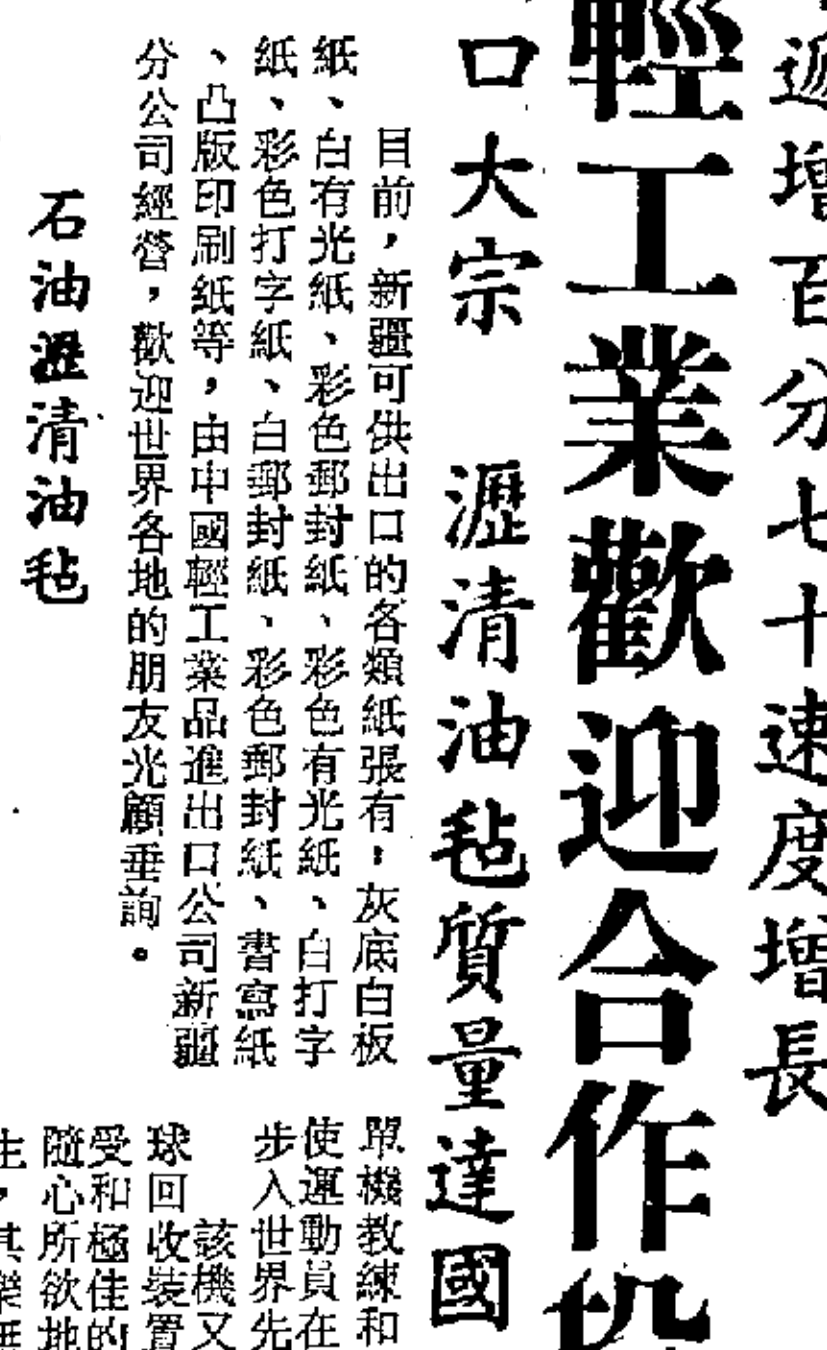 遞增百分七十速度增長
輕工業歡迎合作
口大宗　瀝清油毡質量達國
目前，新疆可供出口的各類紙張有，灰底白板
紙、白有光紙、彩色郵封紙、彩色有光紙、白打字
紙、彩色打字紙、白郵封紙、彩色郵封紙、書寫紙
、凸版印刷紙等，由中國輕工業品進出口公司新疆
分公司經營，歡迎世界各地的朋友光顧垂詢。
石油瀝清油毡
單機教練和
使運動員在
步入世界先
該機又
球回收裝置
受和極佳的
隨心所欲地
生，其樂無